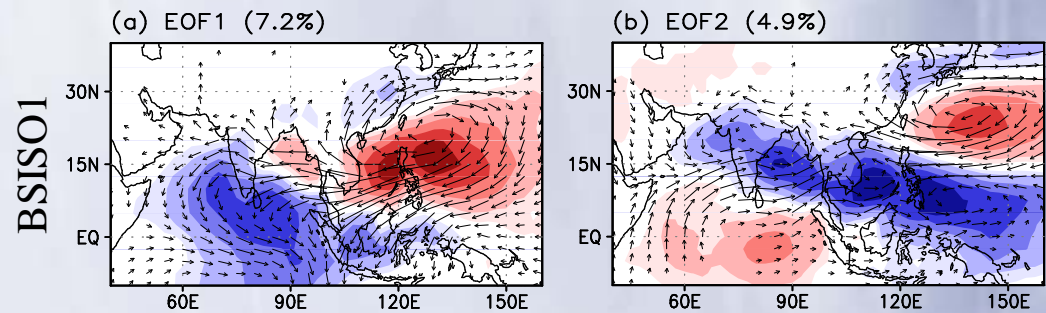 (a) EOF1 (7.2%)
(b) EOF2 (4.9%)
BSISO1
30N
15N
EQ
60E 90E 120E 150E
30N
15N
EQ
60E 90E 120E 150E